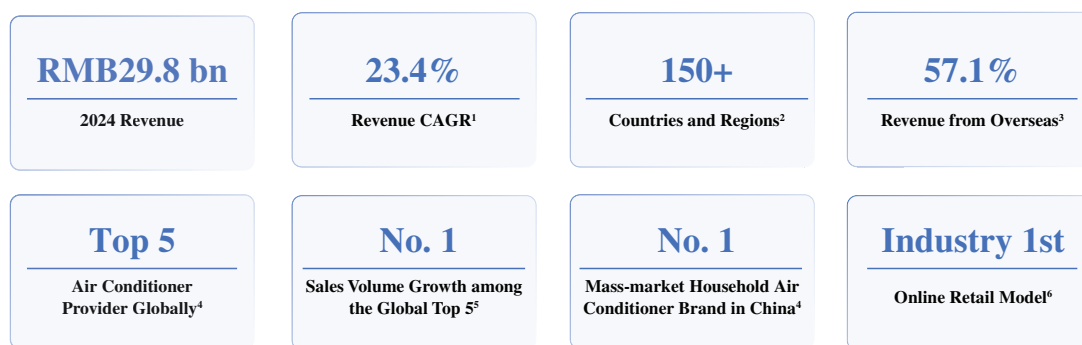 RMB29.8 bn
2024 Revenue
23.4%
Revenue CAGR¹
150+
Countries and Regions²
57.1%
Revenue from Overseas³
Top 5
Air Conditioner
Provider Globally⁴
No. 1
Sales Volume Growth among
the Global Top 5⁵
No. 1
Mass-market Household Air
Conditioner Brand in China⁴
Industry 1st
Online Retail Model⁶